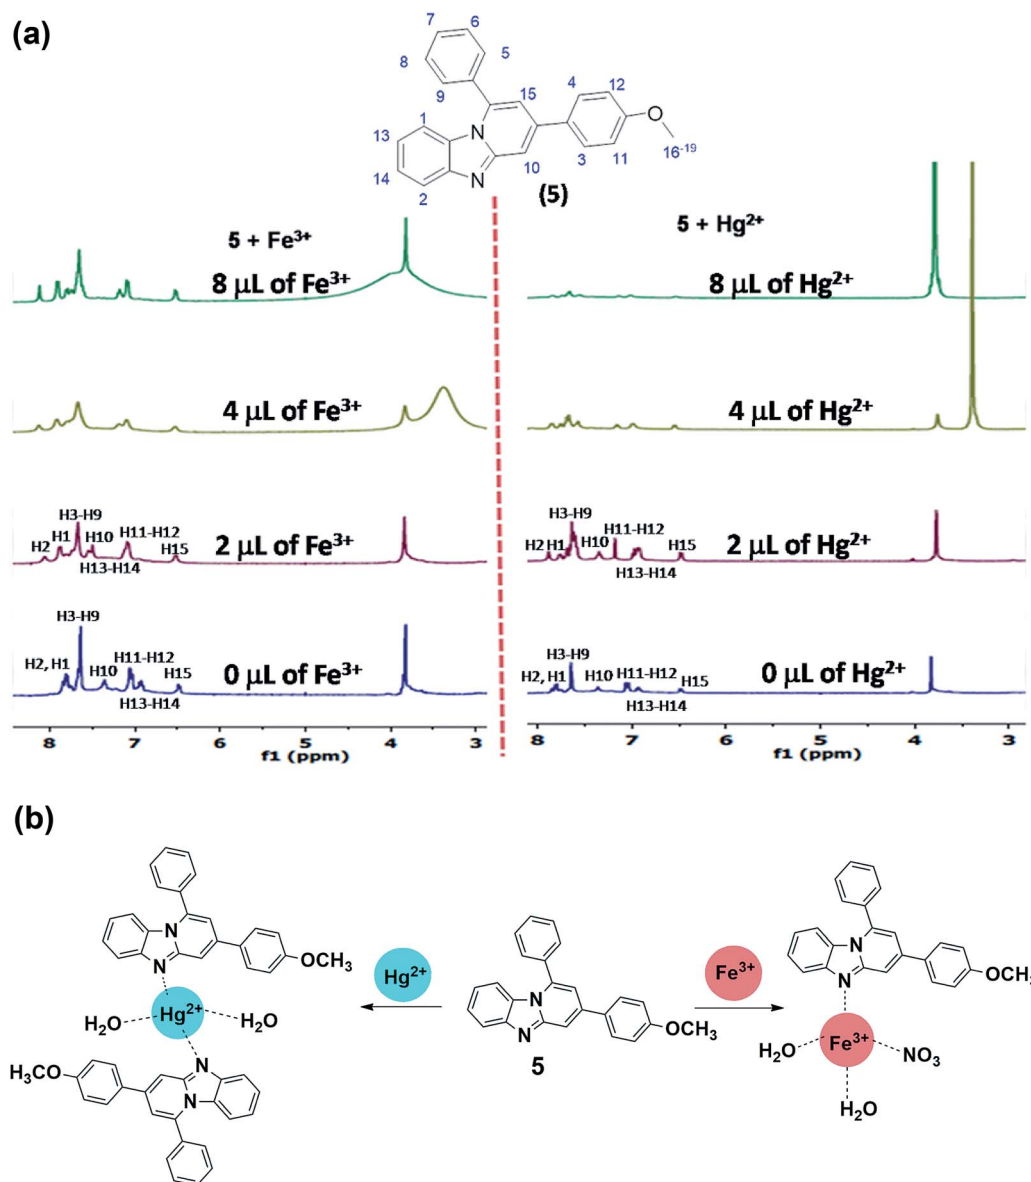 (a)
7
6
8
5
9
15
4
12
1
N
O
13
16-19
14
10
3
11
2
N
(5)
5 + Fe3+
8 μL of Fe3+
4 μL of Fe3+
H3-H9
H2
H1
H10
H11-H12
H15
H13-H14
2 μL of Fe3+
H3-H9
H2, H1
H10
H11-H12
H15
H13-H14
0 μL of Fe3+
8 7 6 5 4 3
f1 (ppm)
5 + Hg2+
8 μL of Hg2+
4 μL of Hg2+
H3-H9
H2
H1
H10
H11-H12
H15
H13-H14
2 μL of Hg2+
H3-H9
H2, H1
H10
H11-H12
H15
H13-H14
0 μL of Hg2+
8 7 6 5 4 3
f1 (ppm)
(b)
N
N
OCH3
Hg2+
H2O
H2O
N
N
H3CO
Hg2+
N
N
OCH3
5
Fe3+
N
N
OCH3
Fe3+
H2O
NO3
H2O